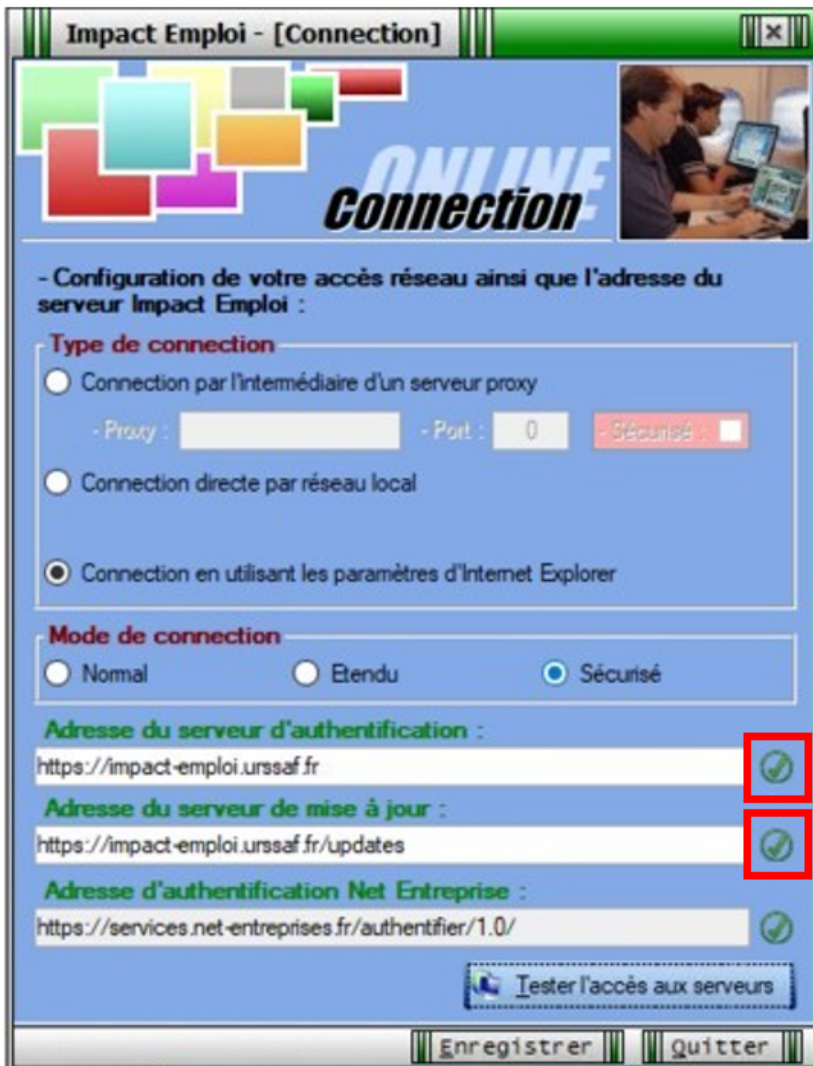 Impact Emploi - [Connection]
ONLINE
Connection
- Configuration de votre accès réseau ainsi que l'adresse du
serveur Impact Emploi :
Type de connection
Connection par l'intermédiaire d'un serveur proxy
- Proxy :
- Port : 0
- Sécurisé :
Connection directe par réseau local
Connection en utilisant les paramètres d'Internet Explorer
Mode de connection
Normal Etendu Sécurisé
Adresse du serveur d'authentification :
https://impact-emploi.urssaf.fr
Adresse du serveur de mise à jour :
https://impact-emploi.urssaf.fr/updates
Adresse d'authentification Net Entreprise :
https://services.net-entreprises.fr/authentifier/1.0/
Tester l'accès aux serveurs
Enregistrer Quitter